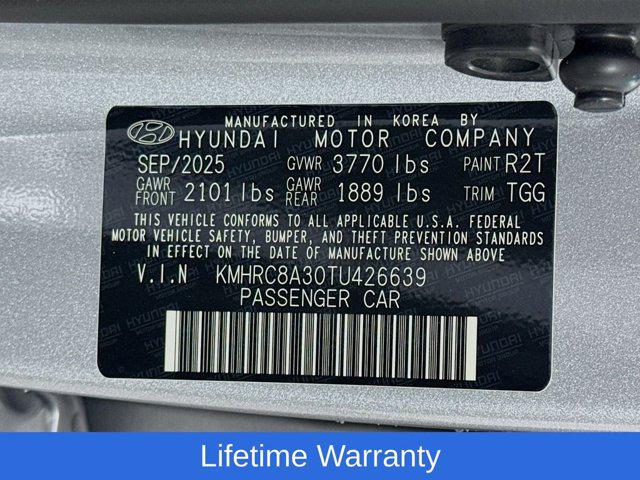 MANUFACTURED IN KOREA BY
HYUNDAI MOTOR COMPANY
SEP/2025 GVWR 3770 lbs PAINT R2T
GAWR FRONT 2101 lbs GAWR REAR 1889 lbs TRIM TGG
THIS VEHICLE CONFORMS TO ALL APPLICABLE U.S.A. FEDERAL
MOTOR VEHICLE SAFETY, BUMPER, AND THEFT PREVENTION STANDARDS
IN EFFECT ON THE DATE OF MANUFACTURE SHOWN ABOVE
V.I.N KMHRC8A30TU426639
PASSENGER CAR
Lifetime Warranty